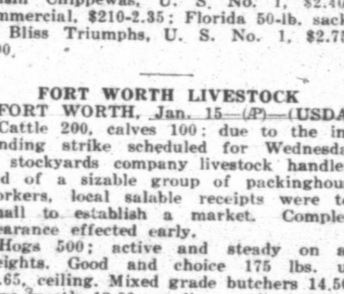 Chippewas, U. S. No. 1, $2.40
mmercial, $210-2.35; Florida 50-lb. sack
Bliss Triumphs, U. S. No. 1, $2.75
00.
FORT WORTH LIVESTOCK
FORT WORTH, Jan. 15—(AP)—(USDA
Cattle 200, calves 100; due to the im
nding strike scheduled for Wednesda
stockyards company livestock handle
d of a sizable group of packinghou
orkers, local salable receipts were to
mall to establish a market. Comple
earance effected early.
Hogs 500; active and steady on a
eights. Good and choice 175 lbs. u
.65, ceiling. Mixed grade butchers 14.50